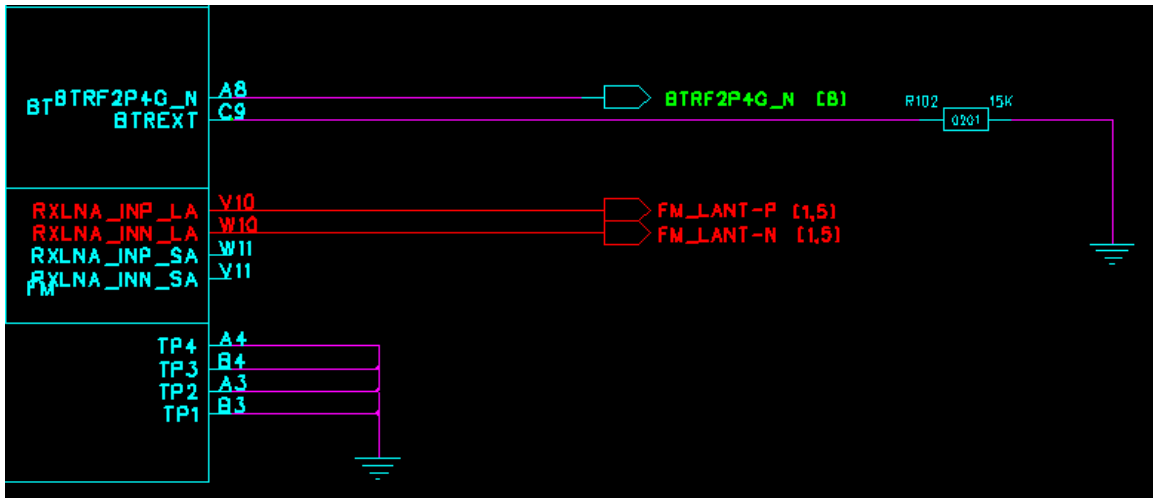 BTRF2P4G_N A8 BTRF2P4G_N [8]
BT
BTREXT C9 R102 0201 15K
RXLNA_INP_LA V10 FM_LANT-P [1,5]
RXLNA_INN_LA W10 FM_LANT-N [1,5]
RXLNA_INP_SA W11
RXLNA_INN_SA V11
FM
TP4 A4
TP3 B4
TP2 A3
TP1 B3